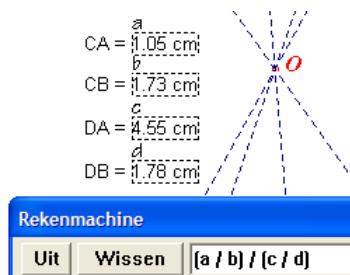 a
CA = 1.05 cm
b
CB = 1.73 cm
O
c
DA = 4.55 cm
d
DB = 1.78 cm
Rekenmachine
Uit Wissen (a / b) / (c / d)